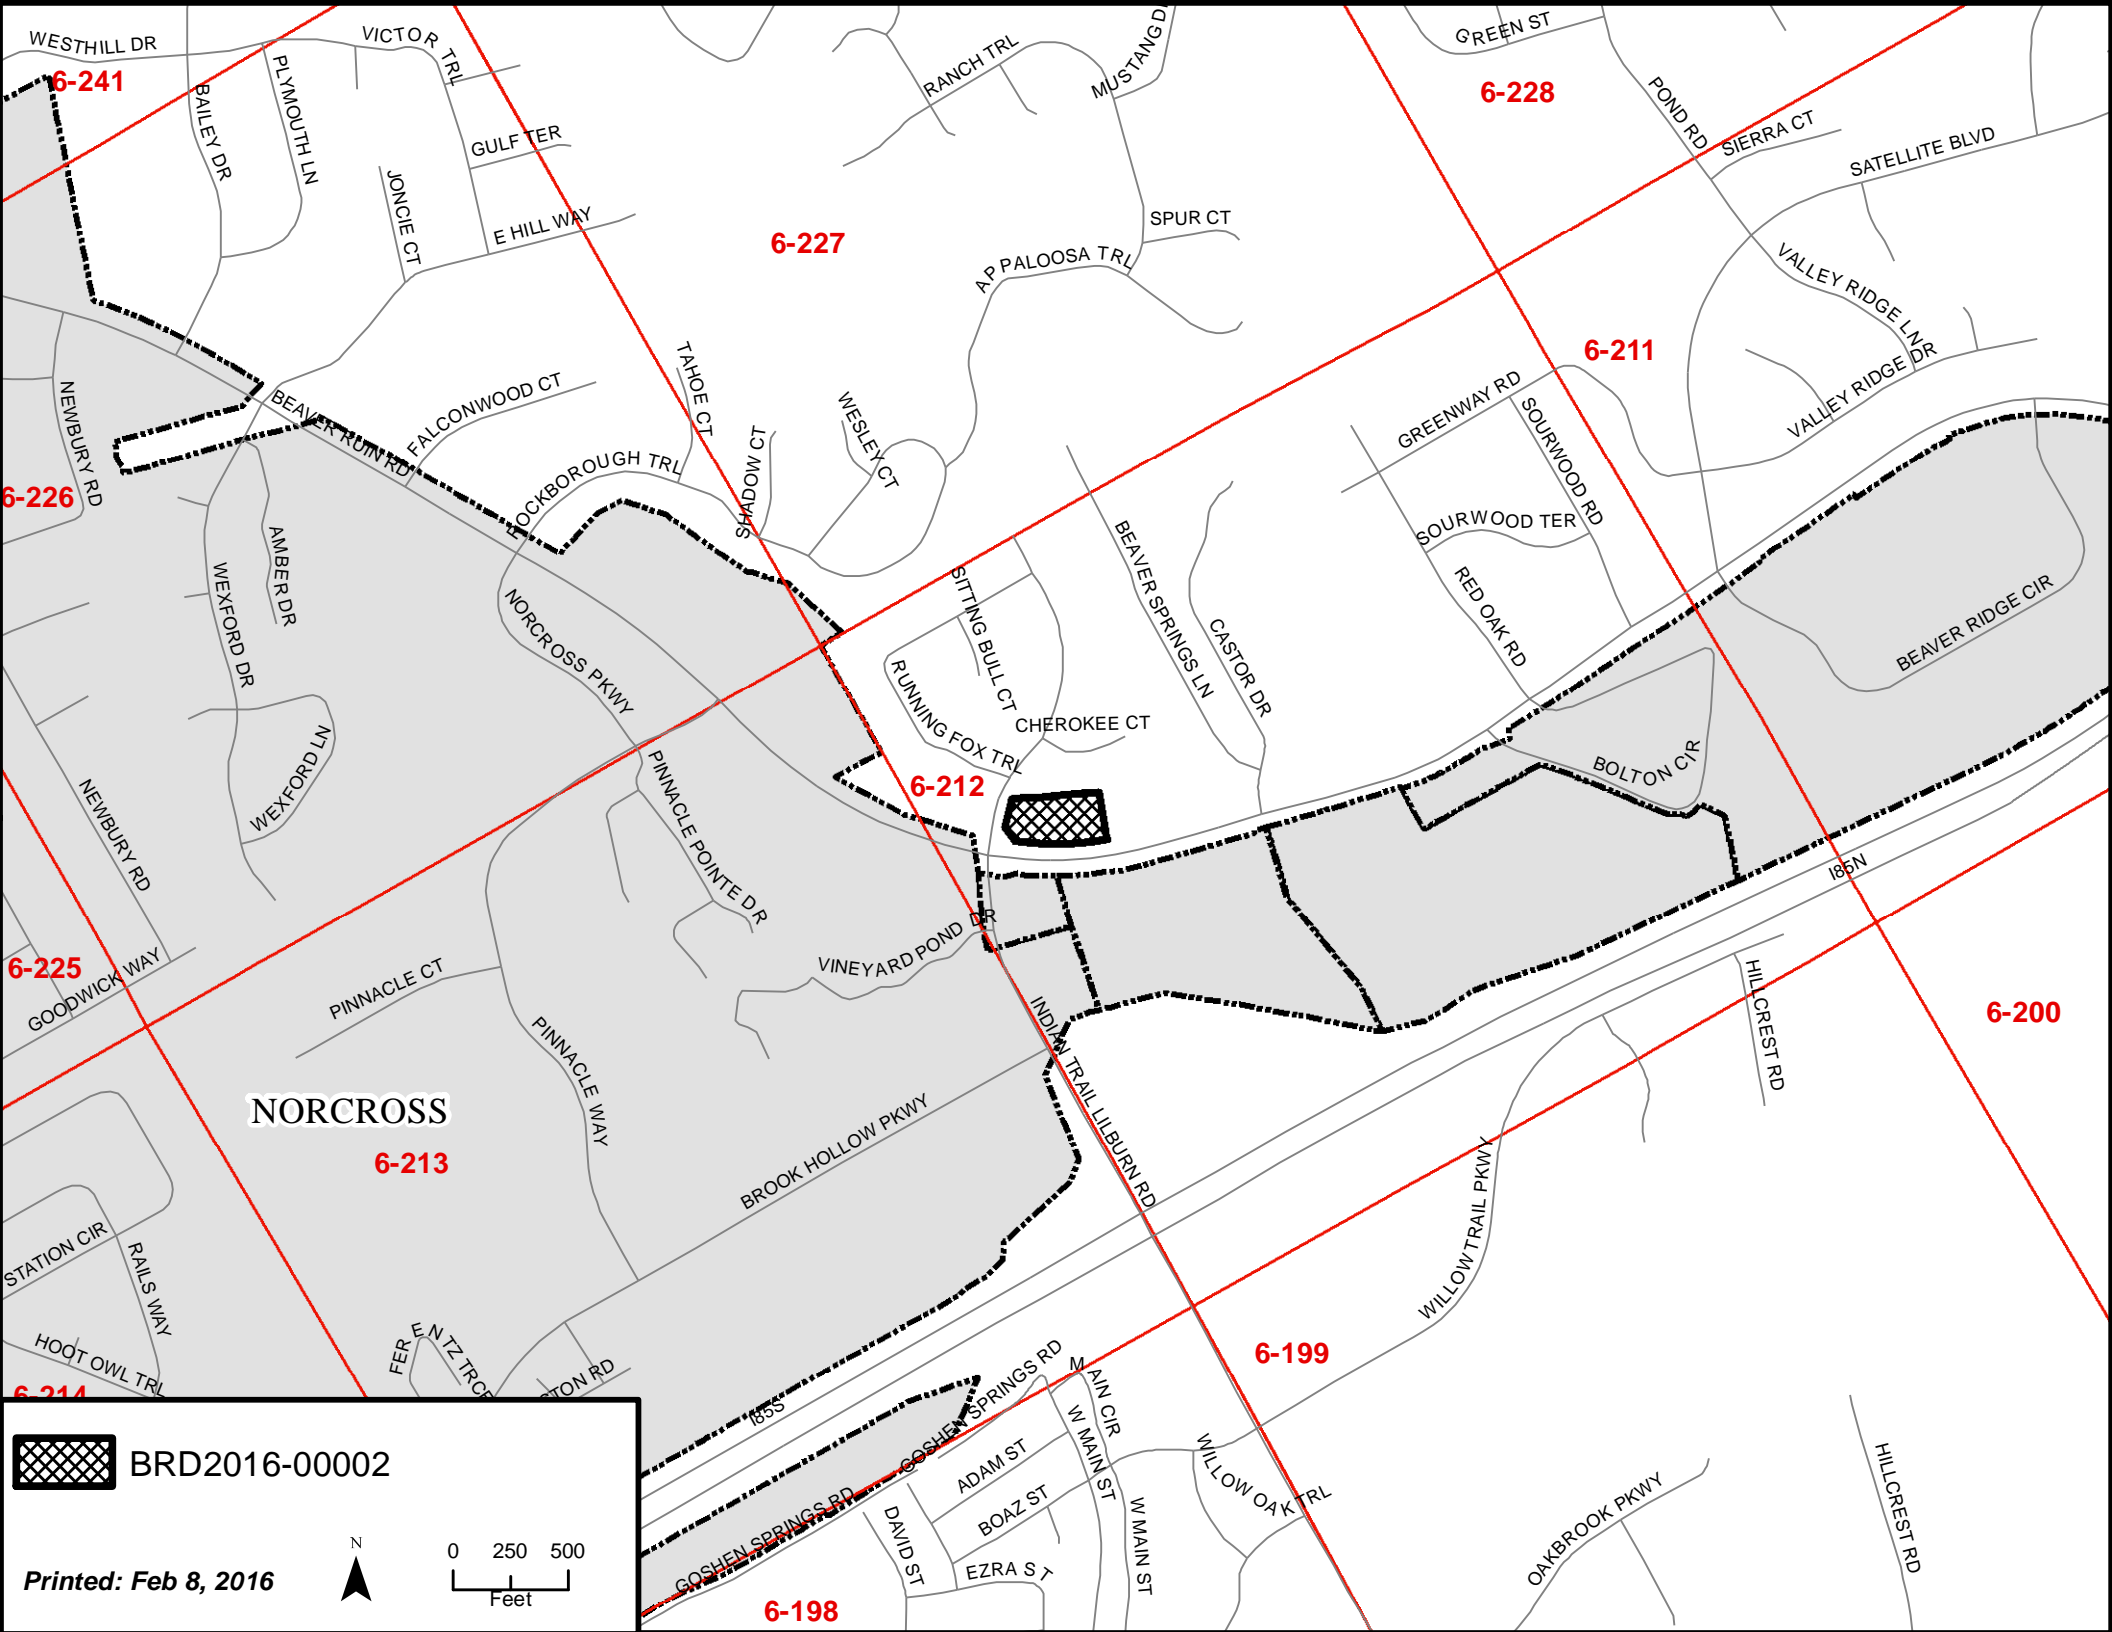 WESTHILL DR
VICTOR TRL
GREEN ST
6-241
PLYMOUTH LN
RANCH TRL
MUSTANG D
6-228
BAILEY DR
POND RD
SIERRA CT
GULF TER
SATELLITE BLVD
JONCIE CT
E HILL WAY
6-227
SPUR CT
APPALOOSA TRL
VALLEY RIDGE LN
6-211
VALLEY RIDGE DR
TAHOE CT
NEWBURY RD
BEAVER RUIN RD
FALCONWOOD CT
WESLEY CT
GREENWAY RD
SOURWOOD RD
ROCKBOROUGH TRL
SHADOW CT
6-226
SOURWOOD TER
AMBER DR
WEXFORD DR
NORCROSS PKWY
SITTING BULL CT
BEAVER SPRINGS LN
CASTOR DR
RED OAK RD
BEAVER RIDGE CIR
RUNNING FOX TRL
CHEROKEE CT
WEXFORD LN
PINNACLE POINTE DR
6-212
BOLTON CIR
NEWBURY RD
I85N
VINEYARD POND DR
6-225
GOODWICK WAY
PINNACLE CT
HILLCREST RD
6-200
INDIAN TRAIL LILBURN RD
PINNACLE WAY
NORCROSS
6-213
BROOK HOLLOW PKWY
WILLOWTRAIL PKWY
STATION CIR
RAILS WAY
HOOT OWL TRL
FERENTZ TRCE
STON RD
6-199
6-214
I85S
GOSHEN SPRINGS RD
MAIN CIR
W MAIN ST
ADAM ST
WILLOW OAK TRL
HILLCREST RD
OAKBROOK PKWY
BOAZ ST
GOSHEN SPRINGS RD
DAVID ST
W MAIN ST
EZRA ST
6-198
BRD2016-00002
Printed: Feb 8, 2016
N
0 250 500
Feet